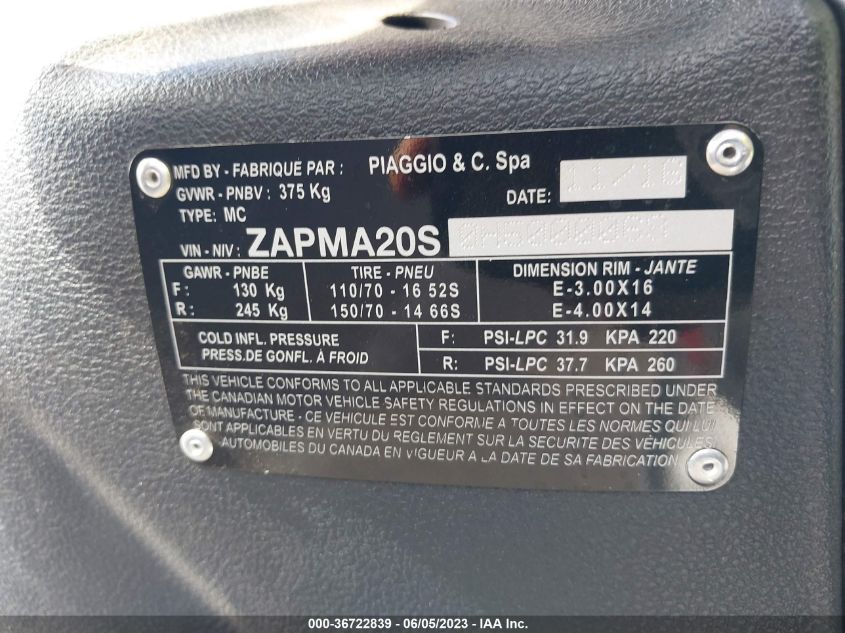 MFD BY - FABRIQUÉ PAR : PIAGGIO & C. Spa
GVWR - PNBV : 375 Kg
DATE: 11/16
TYPE: MC
VIN - NIV : ZAPMA20S
GAWR - PNBE TIRE - PNEU DIMENSION RIM - JANTE
F: 130 Kg 110/70 - 16 52S E-3.00X16
R: 245 Kg 150/70 - 14 66S E-4.00X14
COLD INFL. PRESSURE F: PSI-LPC 31.9 KPA 220
PRESS.DE GONFL. À FROID R: PSI-LPC 37.7 KPA 260
THIS VEHICLE CONFORMS TO ALL APPLICABLE STANDARDS PRESCRIBED UNDER
THE CANADIAN MOTOR VEHICLE SAFETY REGULATIONS IN EFFECT ON THE DATE
OF MANUFACTURE - CE VÉHICULE EST CONFORME A TOUTES LES NORMES QUI LUI
SONT APPLICABLES EN VERTU DU REGLEMENT SUR LA SECURITE DES VÉHICULES
AUTOMOBILES DU CANADA EN VIGUEUR A LA DATE DE SA FABRICATION
000-36722839 - 06/05/2023 - IAA Inc.